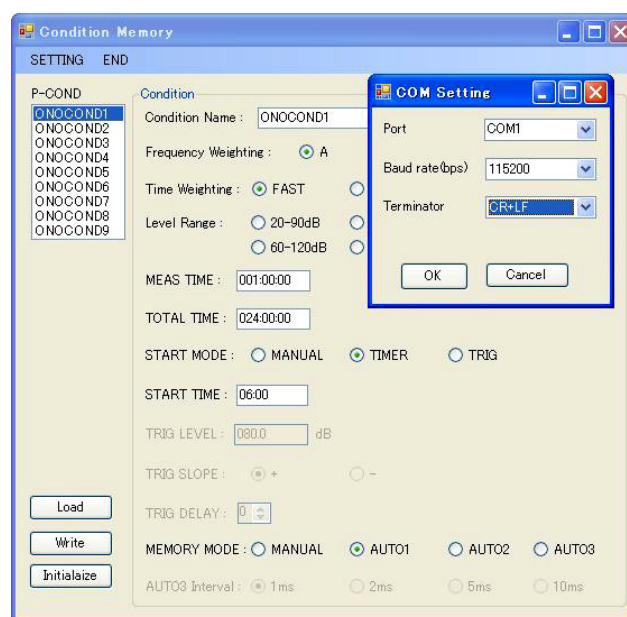 Condition Memory
SETTING END
P-COND
ONOCOND1
ONOCOND2
ONOCOND3
ONOCOND4
ONOCOND5
ONOCOND6
ONOCOND7
ONOCOND8
ONOCOND9
Load
Write
Initialaize
Condition
Condition Name : ONOCOND1
Frequency Weighting : A
Time Weighting : FAST
Level Range : 20-90dB
60-120dB
MEAS TIME : 001:00:00
TOTAL TIME : 024:00:00
START MODE : MANUAL TIMER TRIG
START TIME : 06:00
TRIG LEVEL : 080.0 dB
TRIG SLOPE : + -
TRIG DELAY : 0
MEMORY MODE : MANUAL AUTO1 AUTO2 AUTO3
AUTO3 Interval : 1ms 2ms 5ms 10ms
COM Setting
Port COM1
Baud rate(bps) 115200
Terminator CR+LF
OK Cancel